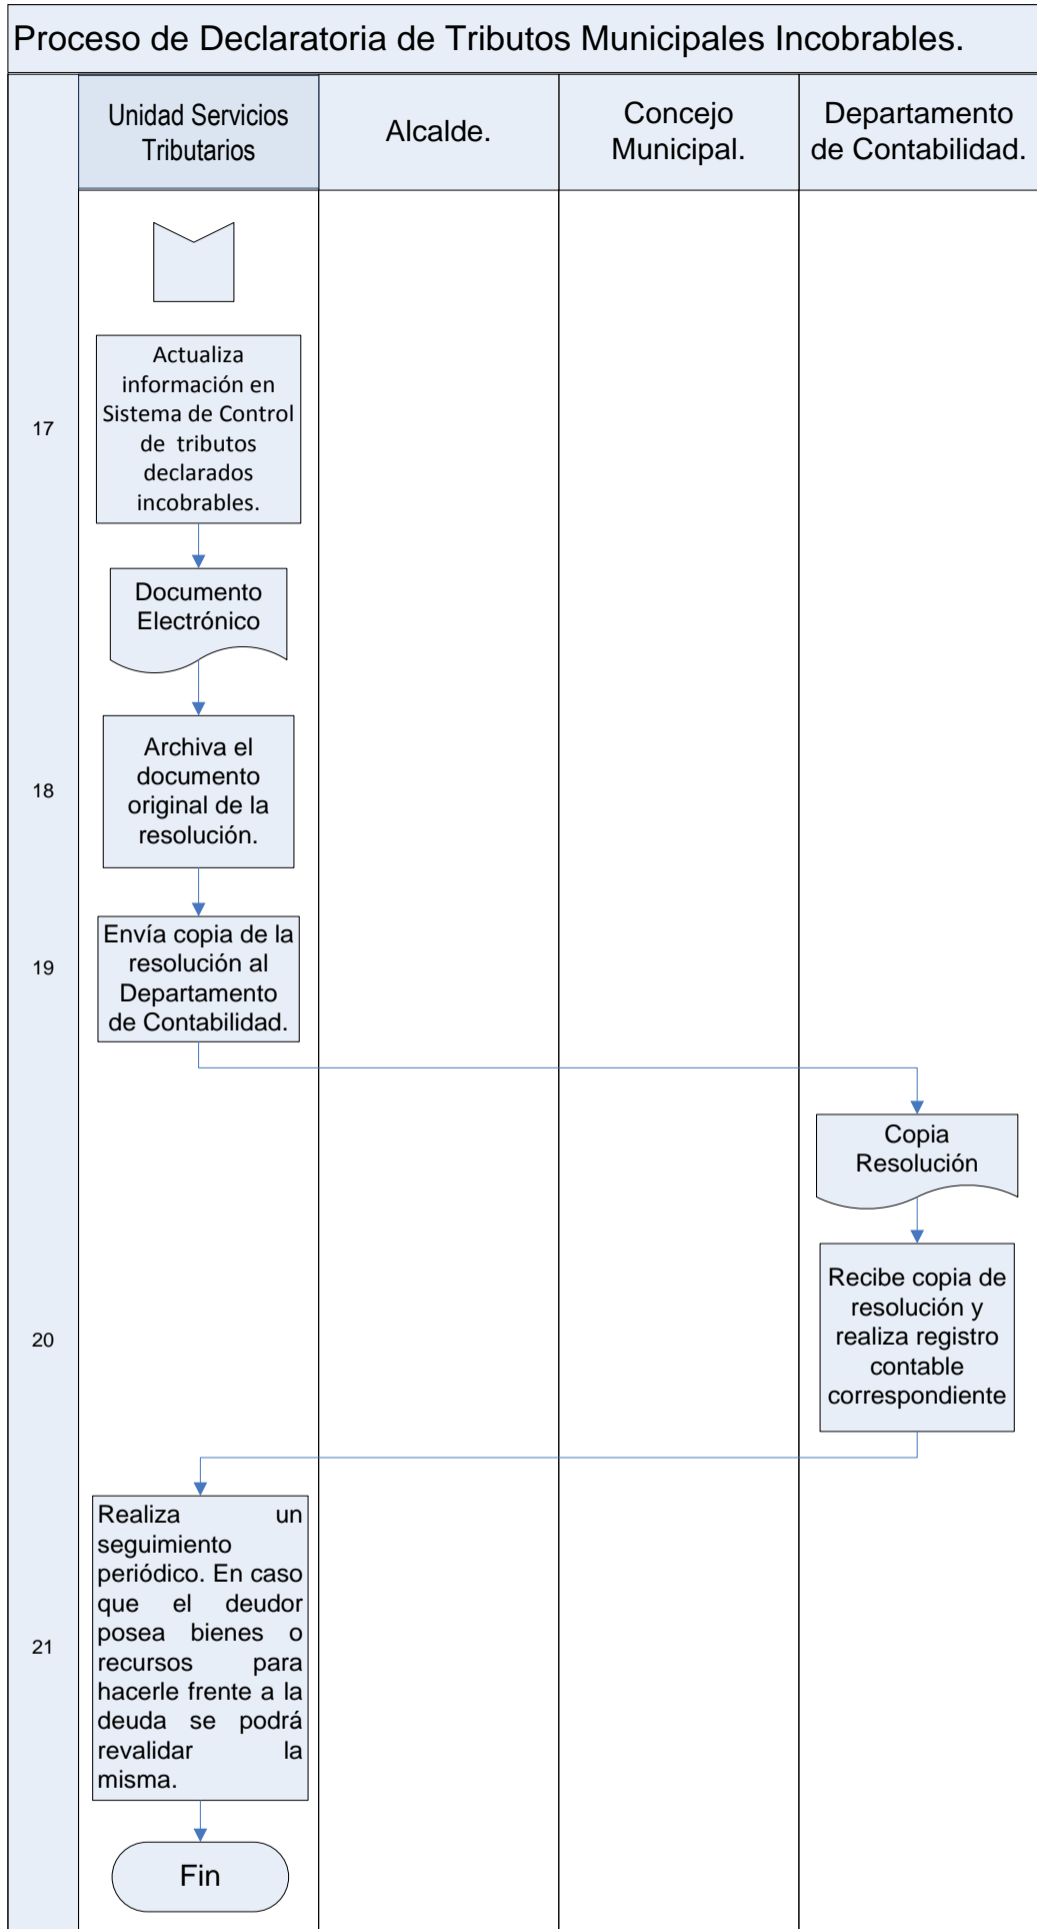 Proceso de Declaratoria de Tributos Municipales Incobrables.
Unidad Servicios
Tributarios
Alcalde.
Concejo
Municipal.
Departamento
de Contabilidad.
17
Actualiza
información en
Sistema de Control
de tributos
declarados
incobrables.
Documento
Electrónico
18
Archiva el
documento
original de la
resolución.
19
Envía copia de la
resolución al
Departamento
de Contabilidad.
Copia
Resolución
20
Recibe copia de
resolución y
realiza registro
contable
correspondiente
21
Realiza un
seguimiento
periódico. En caso
que el deudor
posea bienes o
recursos para
hacerle frente a la
deuda se podrá
revalidar la
misma.
Fin